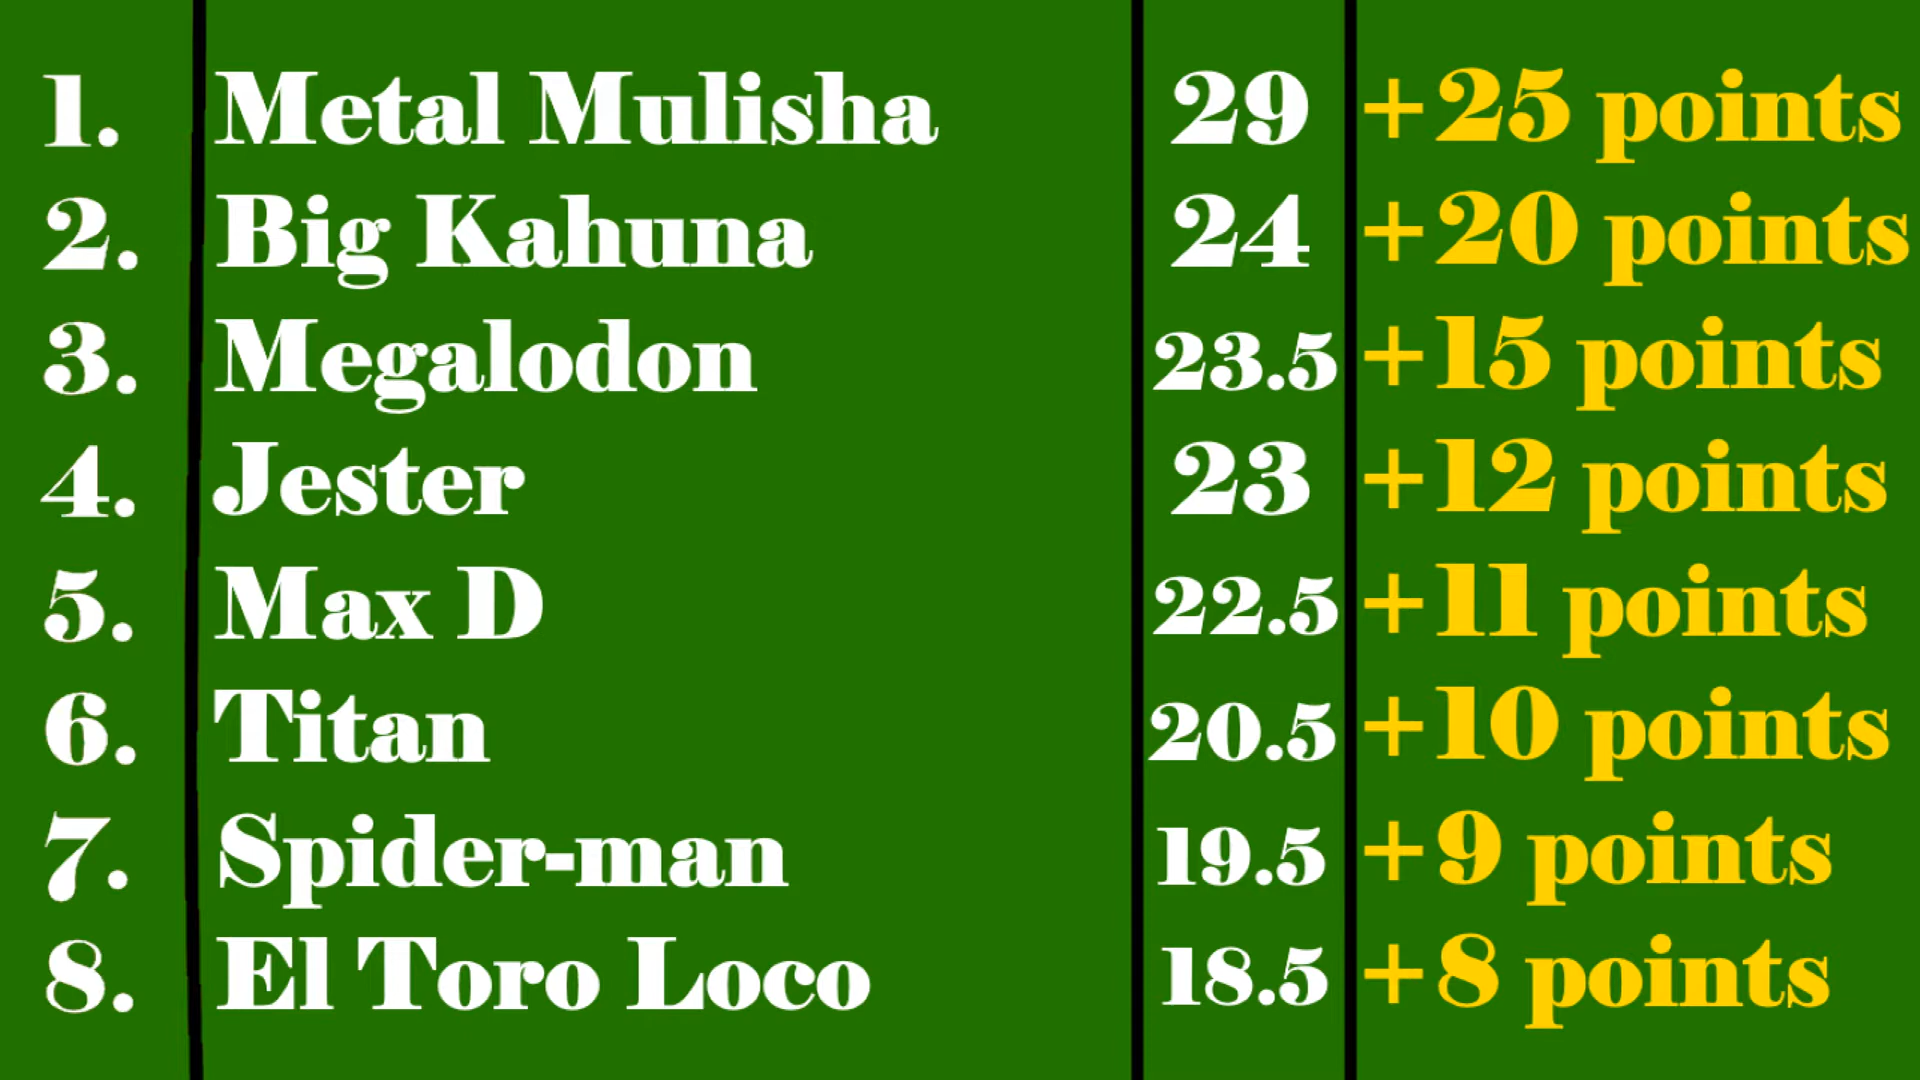 1. Metal Mulisha 29 +25 points
2. Big Kahuna 24 +20 points
3. Megalodon 23.5 +15 points
4. Jester 23 +12 points
5. Max D 22.5 +11 points
6. Titan 20.5 +10 points
7. Spider-man 19.5 +9 points
8. El Toro Loco 18.5 +8 points